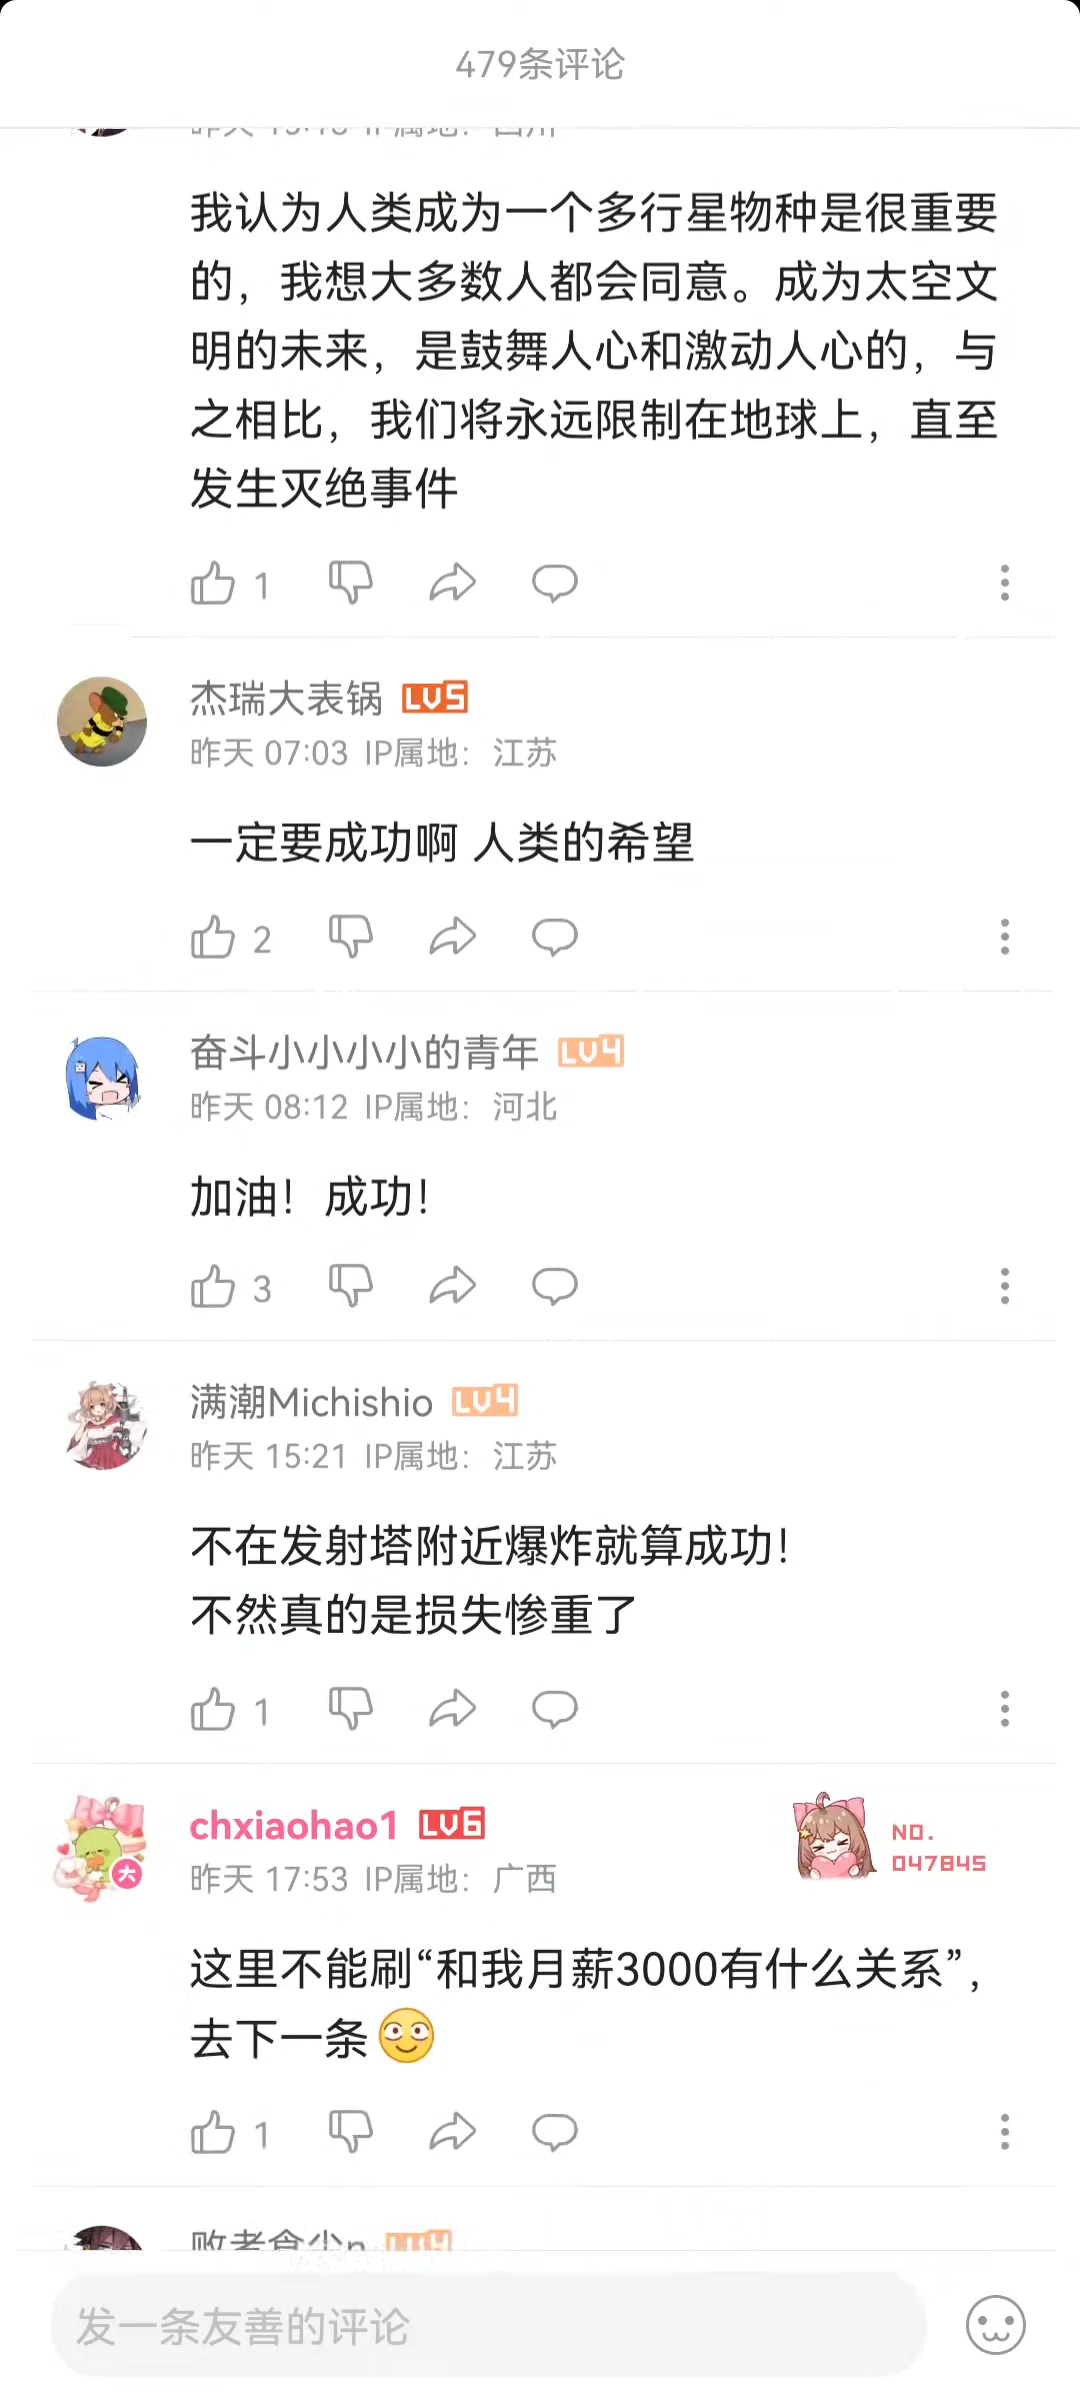 479条评论
我认为人类成为一个多行星物种是很重要
的，我想大多数人都会同意。成为太空文
明的未来，是鼓舞人心和激动人心的，与
之相比，我们将永远限制在地球上，直至
发生灭绝事件
1
杰瑞大表锅 LV5
昨天 07:03 IP属地：江苏
一定要成功啊 人类的希望
2
奋斗小小小小的青年 LV4
昨天 08:12 IP属地：河北
加油！成功！
3
满潮Michishio LV4
昨天 15:21 IP属地：江苏
不在发射塔附近爆炸就算成功！
不然真的是损失惨重了
1
chxiaohao1 LV6
NO.
047845
大
昨天 17:53 IP属地：广西
这里不能刷“和我月薪3000有什么关系”，
去下一条
1
发一条友善的评论